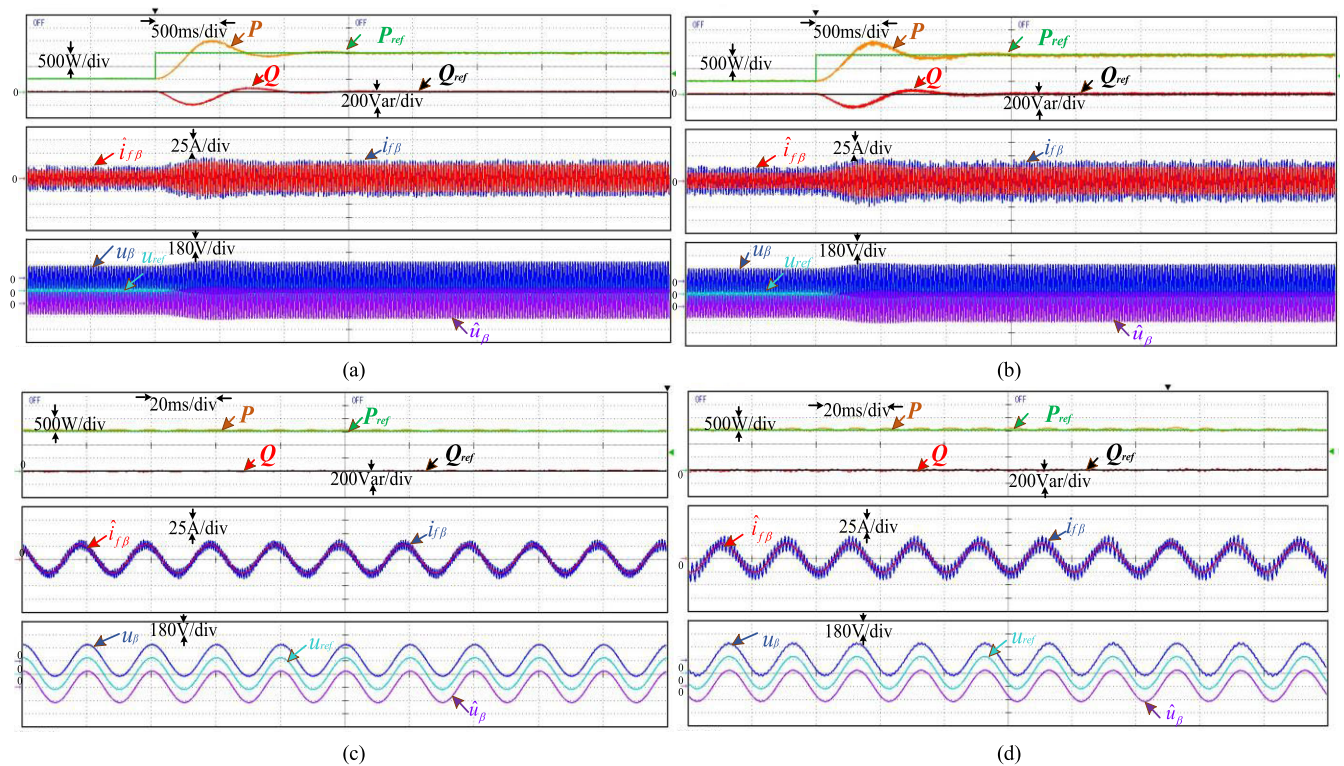 OFF OFF
500ms/div P Pref
500W/div
0 Q Qref
200Var/div
25A/div
îfβ ifβ
0
180V/div
uβ uref
0
0
0
ûβ
(a)
OFF OFF
500ms/div P Pref
500W/div
0 Q Qref
200Var/div
25A/div
îfβ ifβ
0
180V/div
uβ uref
0
0
0
ûβ
(b)
OFF OFF
20ms/div
500W/div P Pref
0 Q Qref
200Var/div
25A/div
îfβ ifβ
0
180V/div
uβ uref
0
0
0
ûβ
(c)
OFF OFF
20ms/div
500W/div P Pref
0 Q Qref
200Var/div
25A/div
îfβ ifβ
0
180V/div
uβ uref
0
0
0
ûβ
(d)